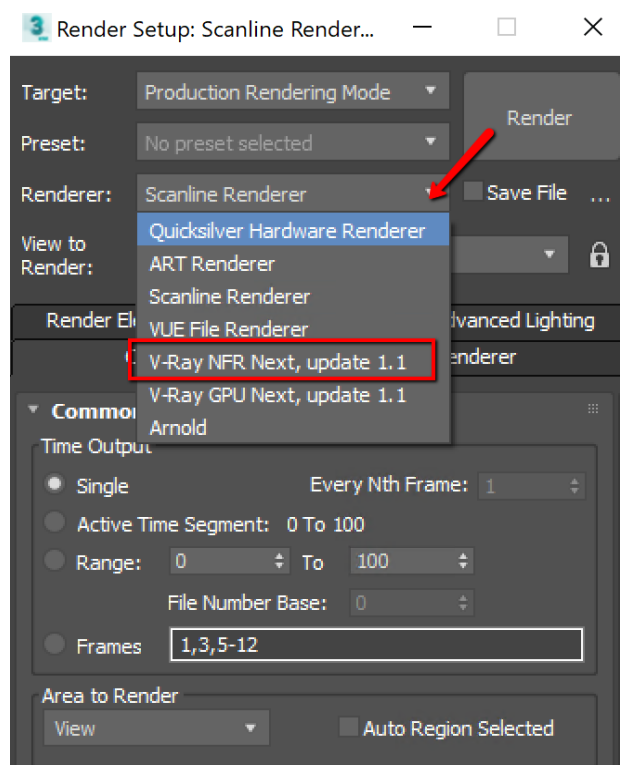 3 Render Setup: Scanline Render...
Target: Production Rendering Mode
Render
Preset: No preset selected
Renderer: Scanline Renderer Save File ...
Quicksilver Hardware Renderer
View to
Render:
ART Renderer
Scanline Renderer
VUE File Renderer
V-Ray NFR Next, update 1.1
V-Ray GPU Next, update 1.1
Arnold
Render El dvanced Lighting
enderer
Common
Time Output
Single Every Nth Frame: 1
Active Time Segment: 0 To 100
Range: 0 To 100
File Number Base: 0
Frames 1,3,5-12
Area to Render
View Auto Region Selected